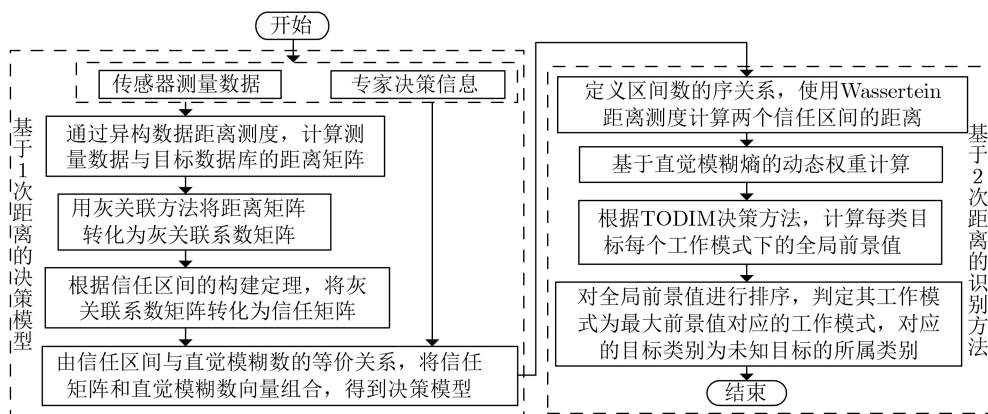 开始
传感器测量数据
专家决策信息
通过异构数据距离测度，计算测
量数据与目标数据库的距离矩阵
用灰关联方法将距离矩阵
转化为灰关联系数矩阵
根据信任区间的构建定理，将灰
关联系数矩阵转化为信任矩阵
由信任区间与直觉模糊数的等价关系，将信任
矩阵和直觉模糊数向量组合，得到决策模型
基于1次距离的决策模型
定义区间数的序关系，使用Wassertein
距离测度计算两个信任区间的距离
基于直觉模糊熵的动态权重计算
根据TODIM决策方法，计算每类目
标每个工作模式下的全局前景值
对全局前景值进行排序，判定其工作模
式为最大前景值对应的工作模式，对应
的目标类别为未知目标的所属类别
结束
基于2次距离的识别方法